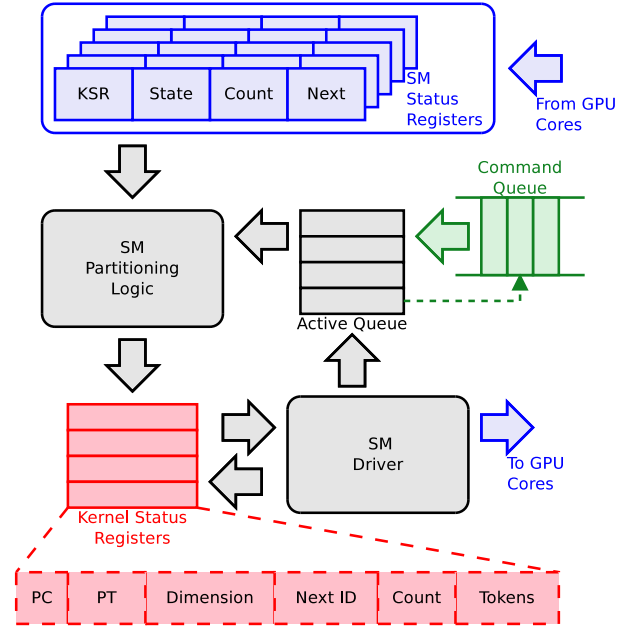 KSR State Count Next
SM
Status
Registers
From GPU
Cores
Command
Queue
SM
Partitioning
Logic
Active Queue
SM
Driver
To GPU
Cores
Kernel Status
Registers
PC PT Dimension Next ID Count Tokens